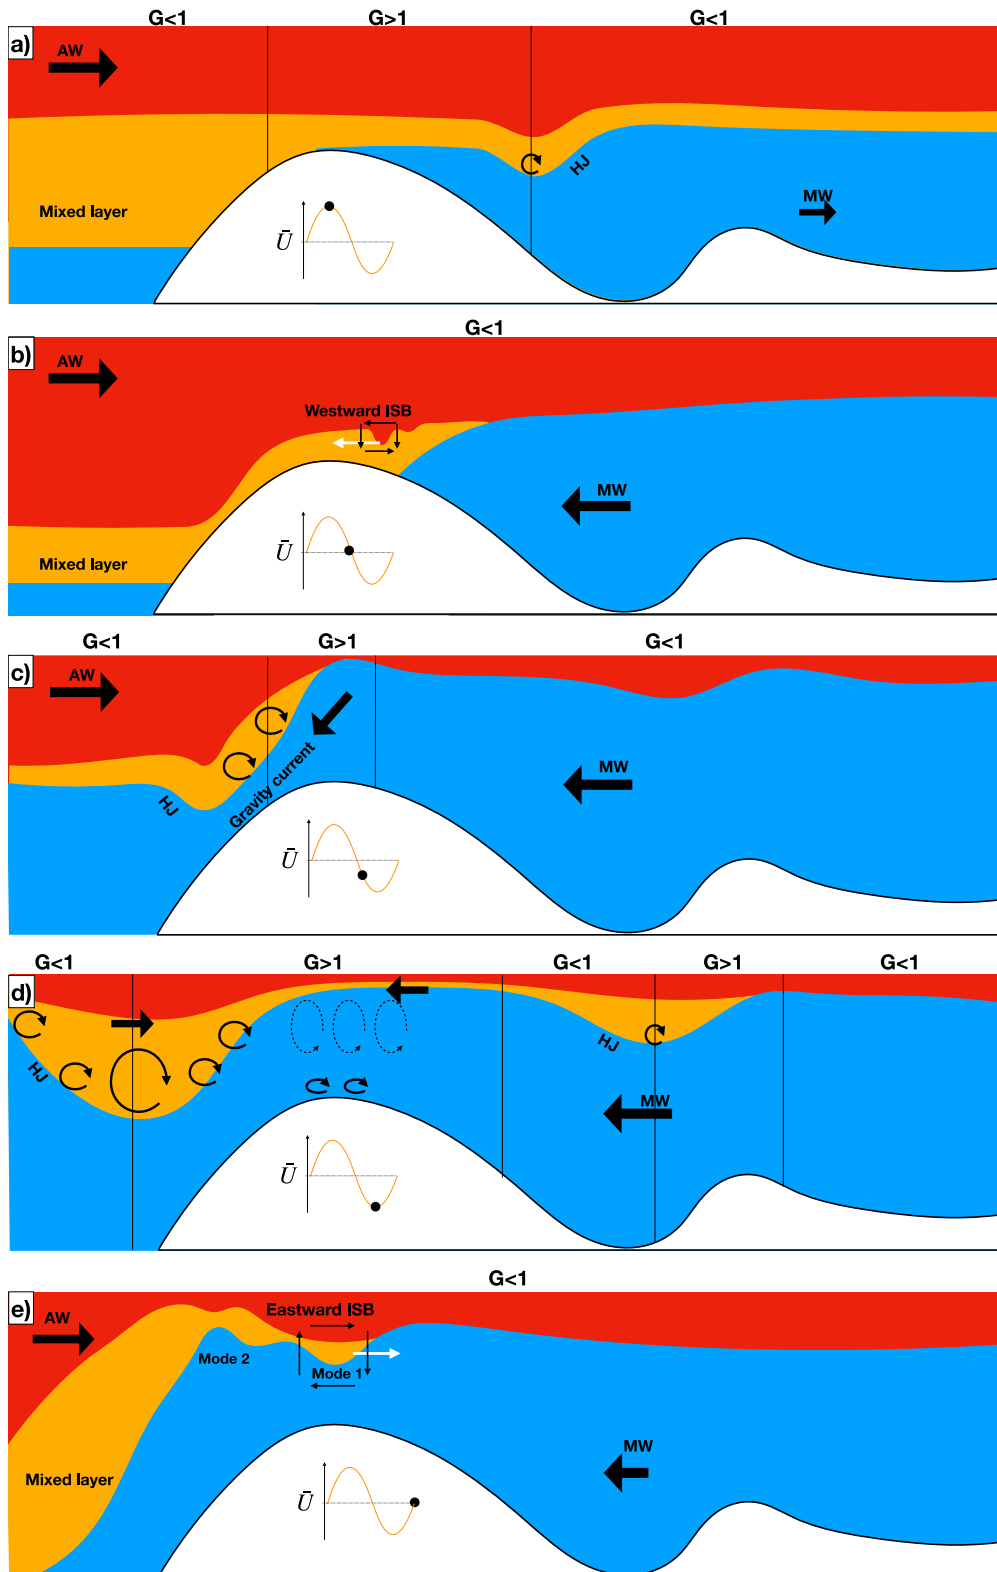 G<1 G>1 G<1
a)
AW
HJ
MW
Mixed layer
Ū
G<1
b)
AW
Westward ISB
MW
Mixed layer
Ū
G<1 G>1 G<1
c)
AW
MW
HJ
Gravity current
Ū
G<1 G>1 G<1 G>1 G<1
d)
HJ
HJ
MW
Ū
G<1
e)
AW
Eastward ISB
Mode 2
Mode 1
MW
Mixed layer
Ū